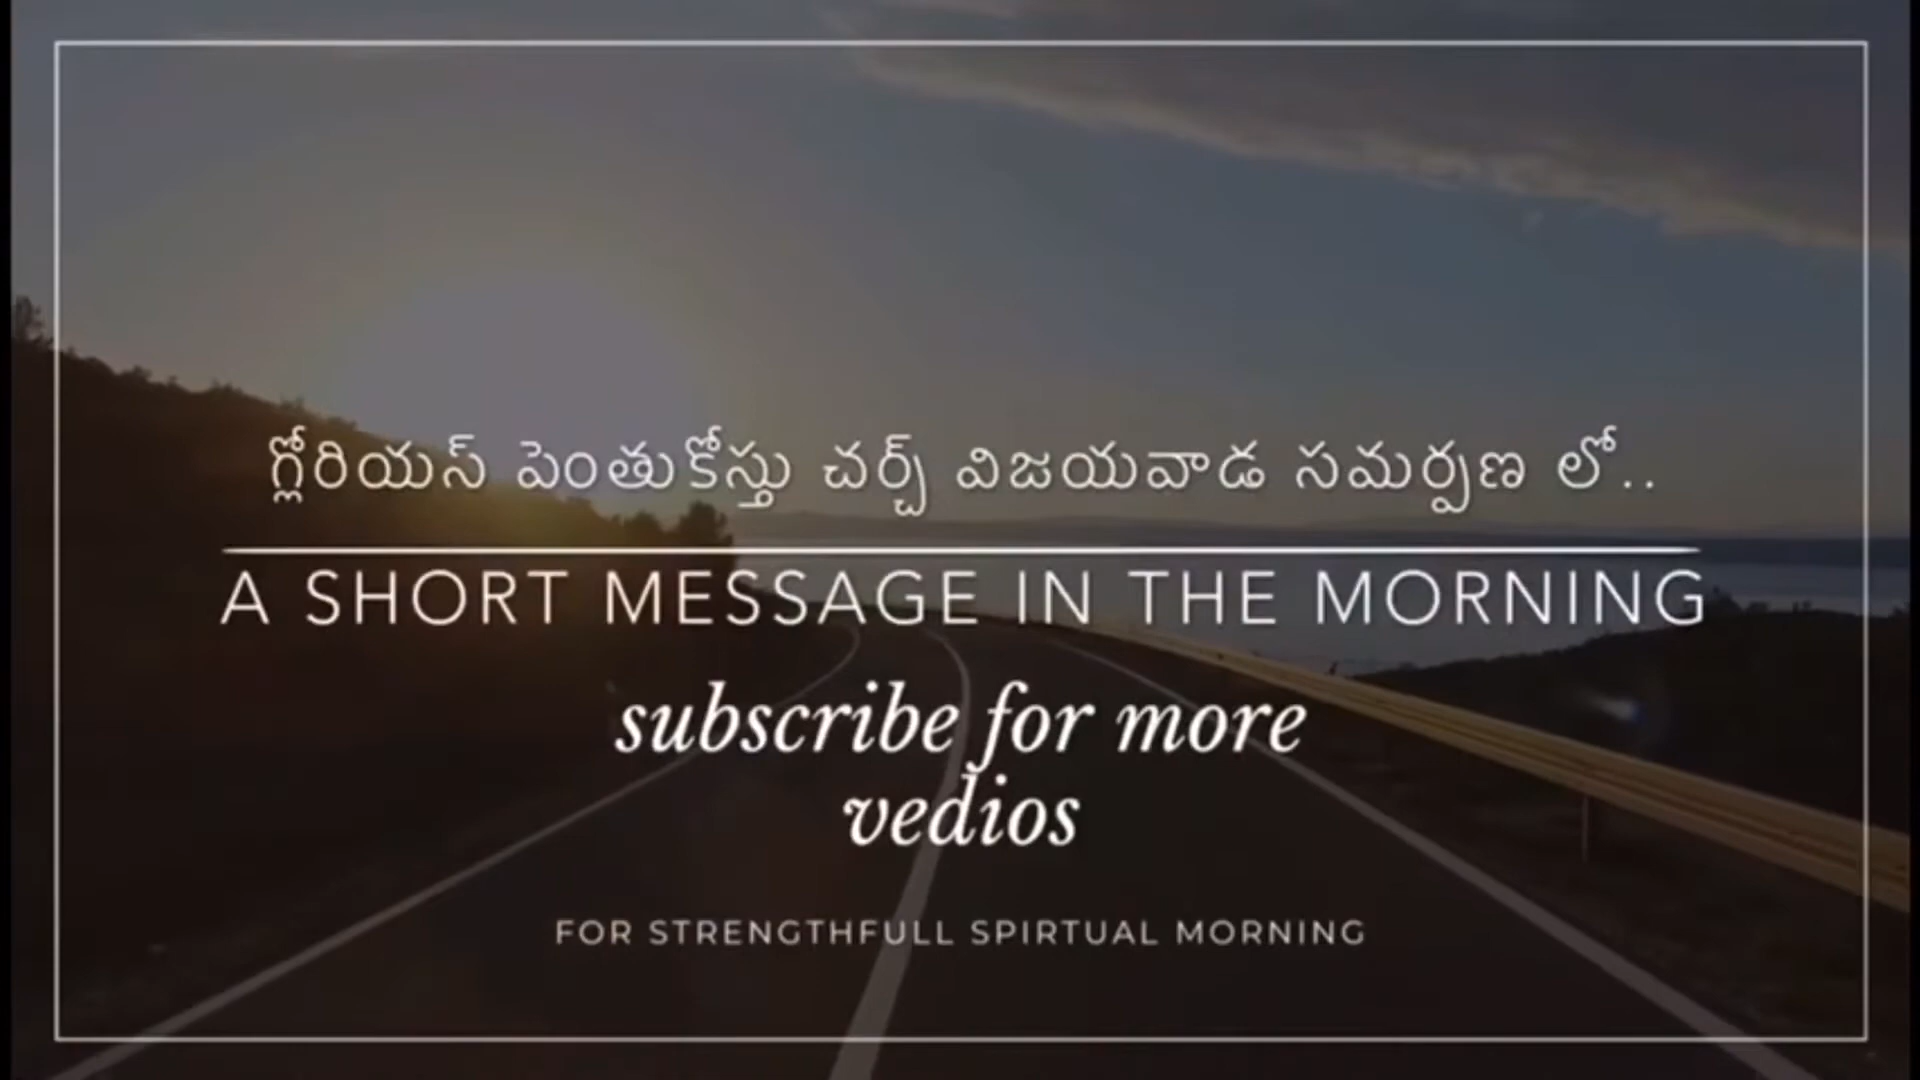 గ్లోరియస్ పెంతుకోస్తు చర్చ్ విజయవాడ సమర్పణ లో..
A SHORT MESSAGE IN THE MORNING
subscribe for more
vedios
FOR STRENGTHFULL SPIRTUAL MORNING